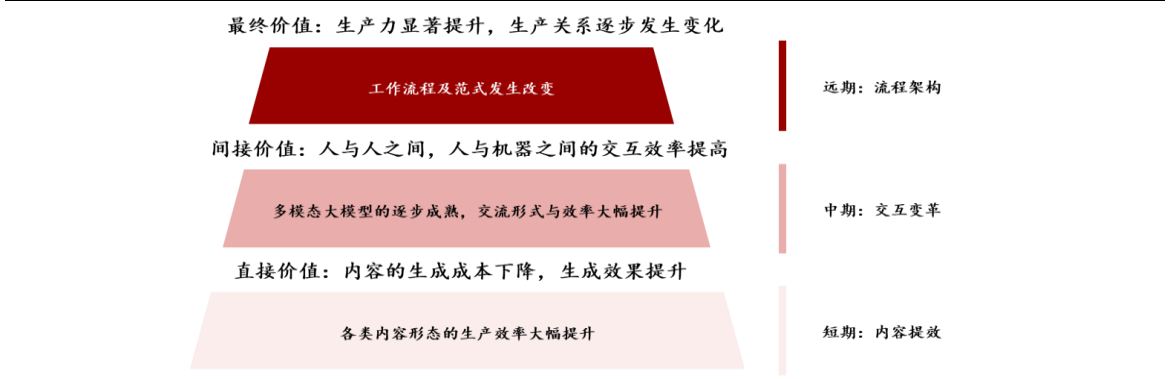 最终价值：生产力显著提升，生产关系逐步发生变化
工作流程及范式发生改变
远期：流程架构
间接价值：人与人之间，人与机器之间的交互效率提高
多模态大模型的逐步成熟，交流形式与效率大幅提升
中期：交互变革
直接价值：内容的生成成本下降，生成效果提升
各类内容形态的生产效率大幅提升
短期：内容提效